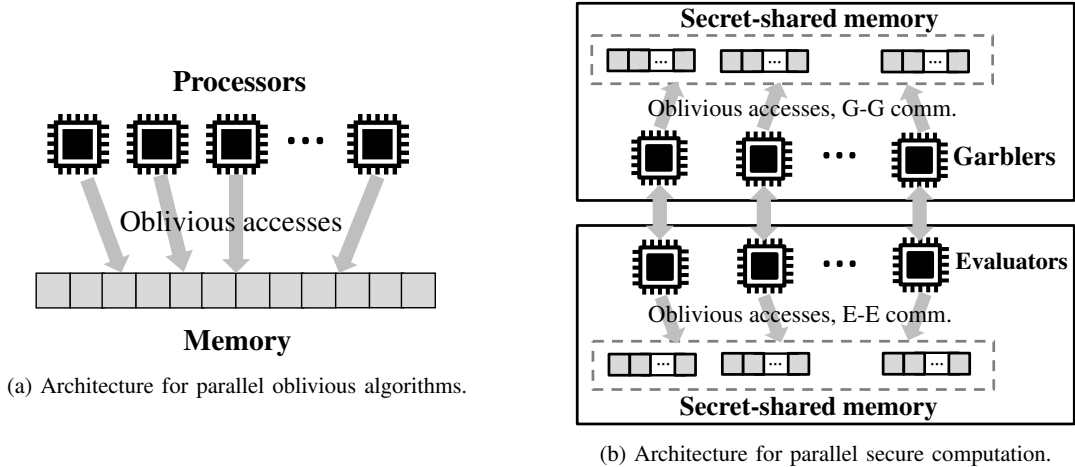 Processors
...
Oblivious accesses
Memory
(a) Architecture for parallel oblivious algorithms.
Secret-shared memory
... ... ...
Oblivious accesses, G-G comm.
...
Garblers
...
Evaluators
Oblivious accesses, E-E comm.
... ... ...
Secret-shared memory
(b) Architecture for parallel secure computation.